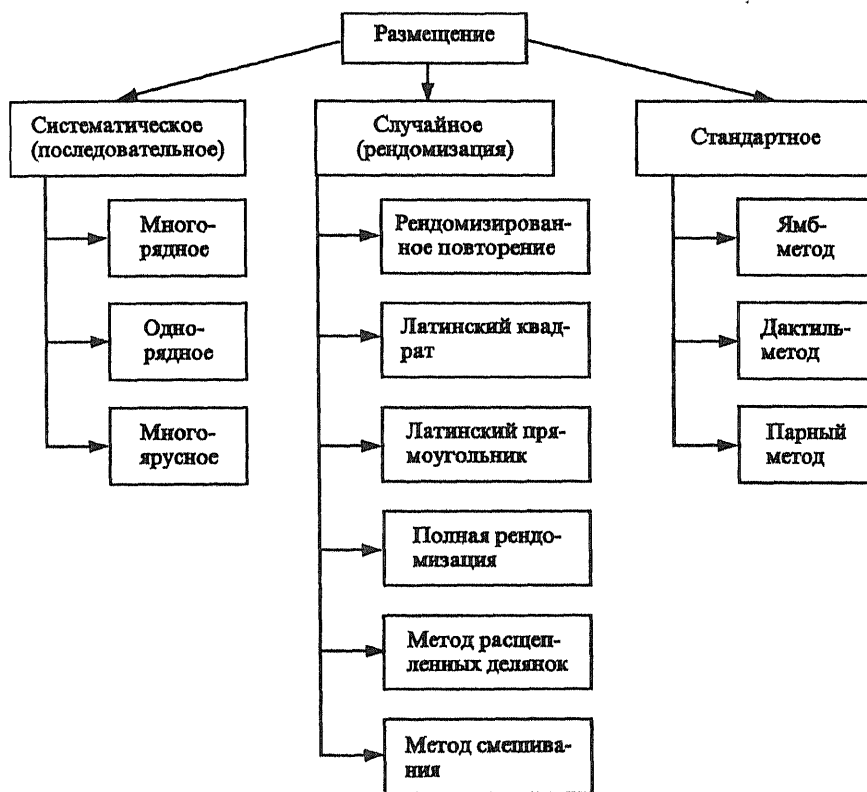 Размещение
Систематическое
(последовательное)
Много-
рядное
Одно-
рядное
Много-
ярусное
Случайное
(рендомизация)
Рендомизирован-
ное повторение
Латинский квад-
рат
Латинский пря-
моугольник
Полная рендо-
мизация
Метод расщеп-
ленных делянок
Метод смешива-
ния
Стандартное
Ямб-
метод
Дактиль-
метод
Парный
метод